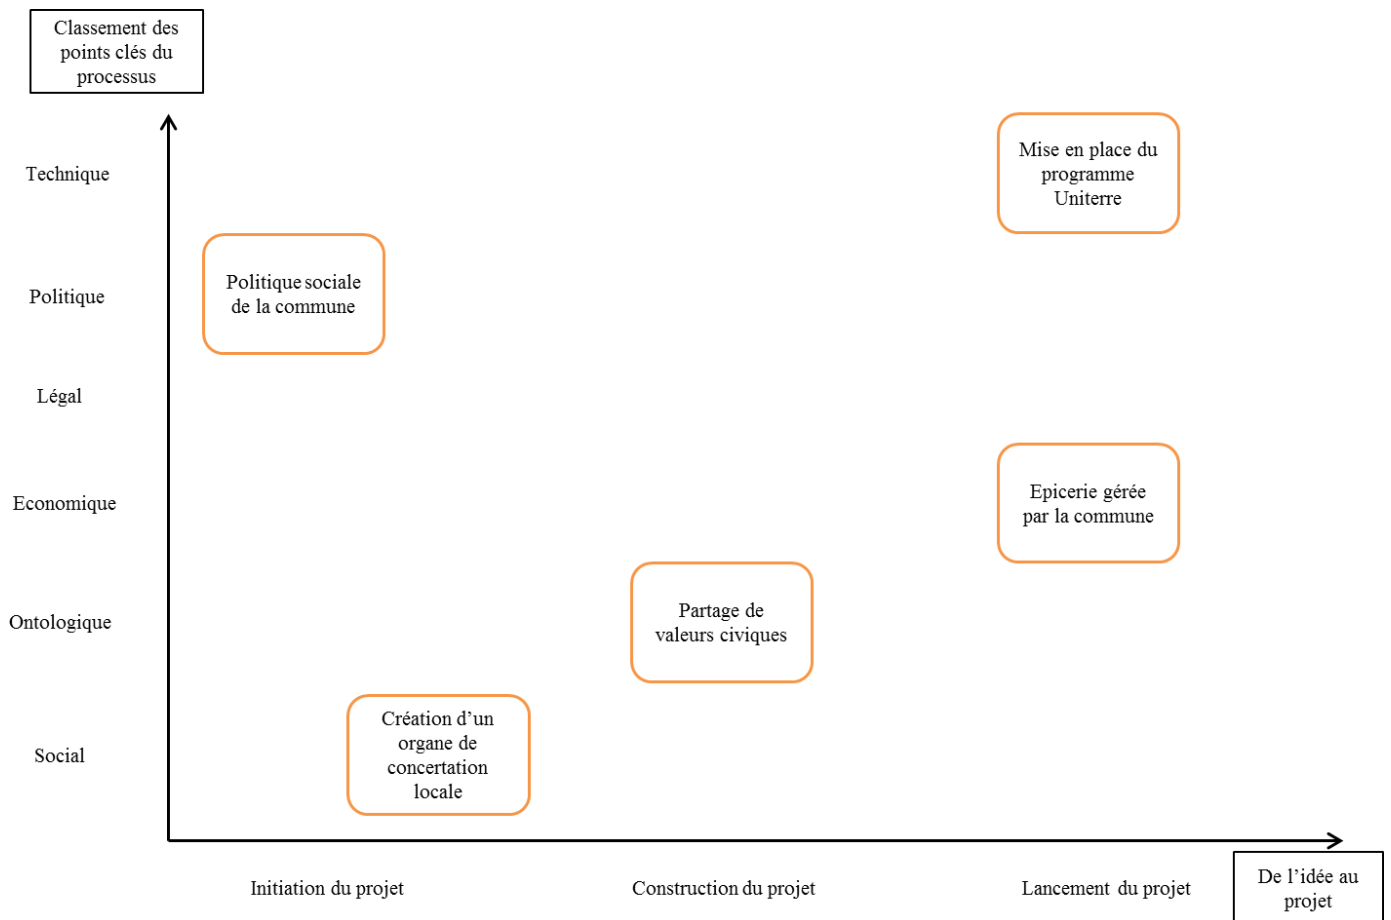 Classement des
points clés du
processus
Technique
Mise en place du
programme
Uniterre
Politique
Politique sociale
de la commune
Légal
Economique
Epicerie gérée
par la commune
Ontologique
Partage de
valeurs civiques
Social
Création d’un
organe de
concertation
locale
Initiation du projet
Construction du projet
Lancement du projet
De l’idée au
projet